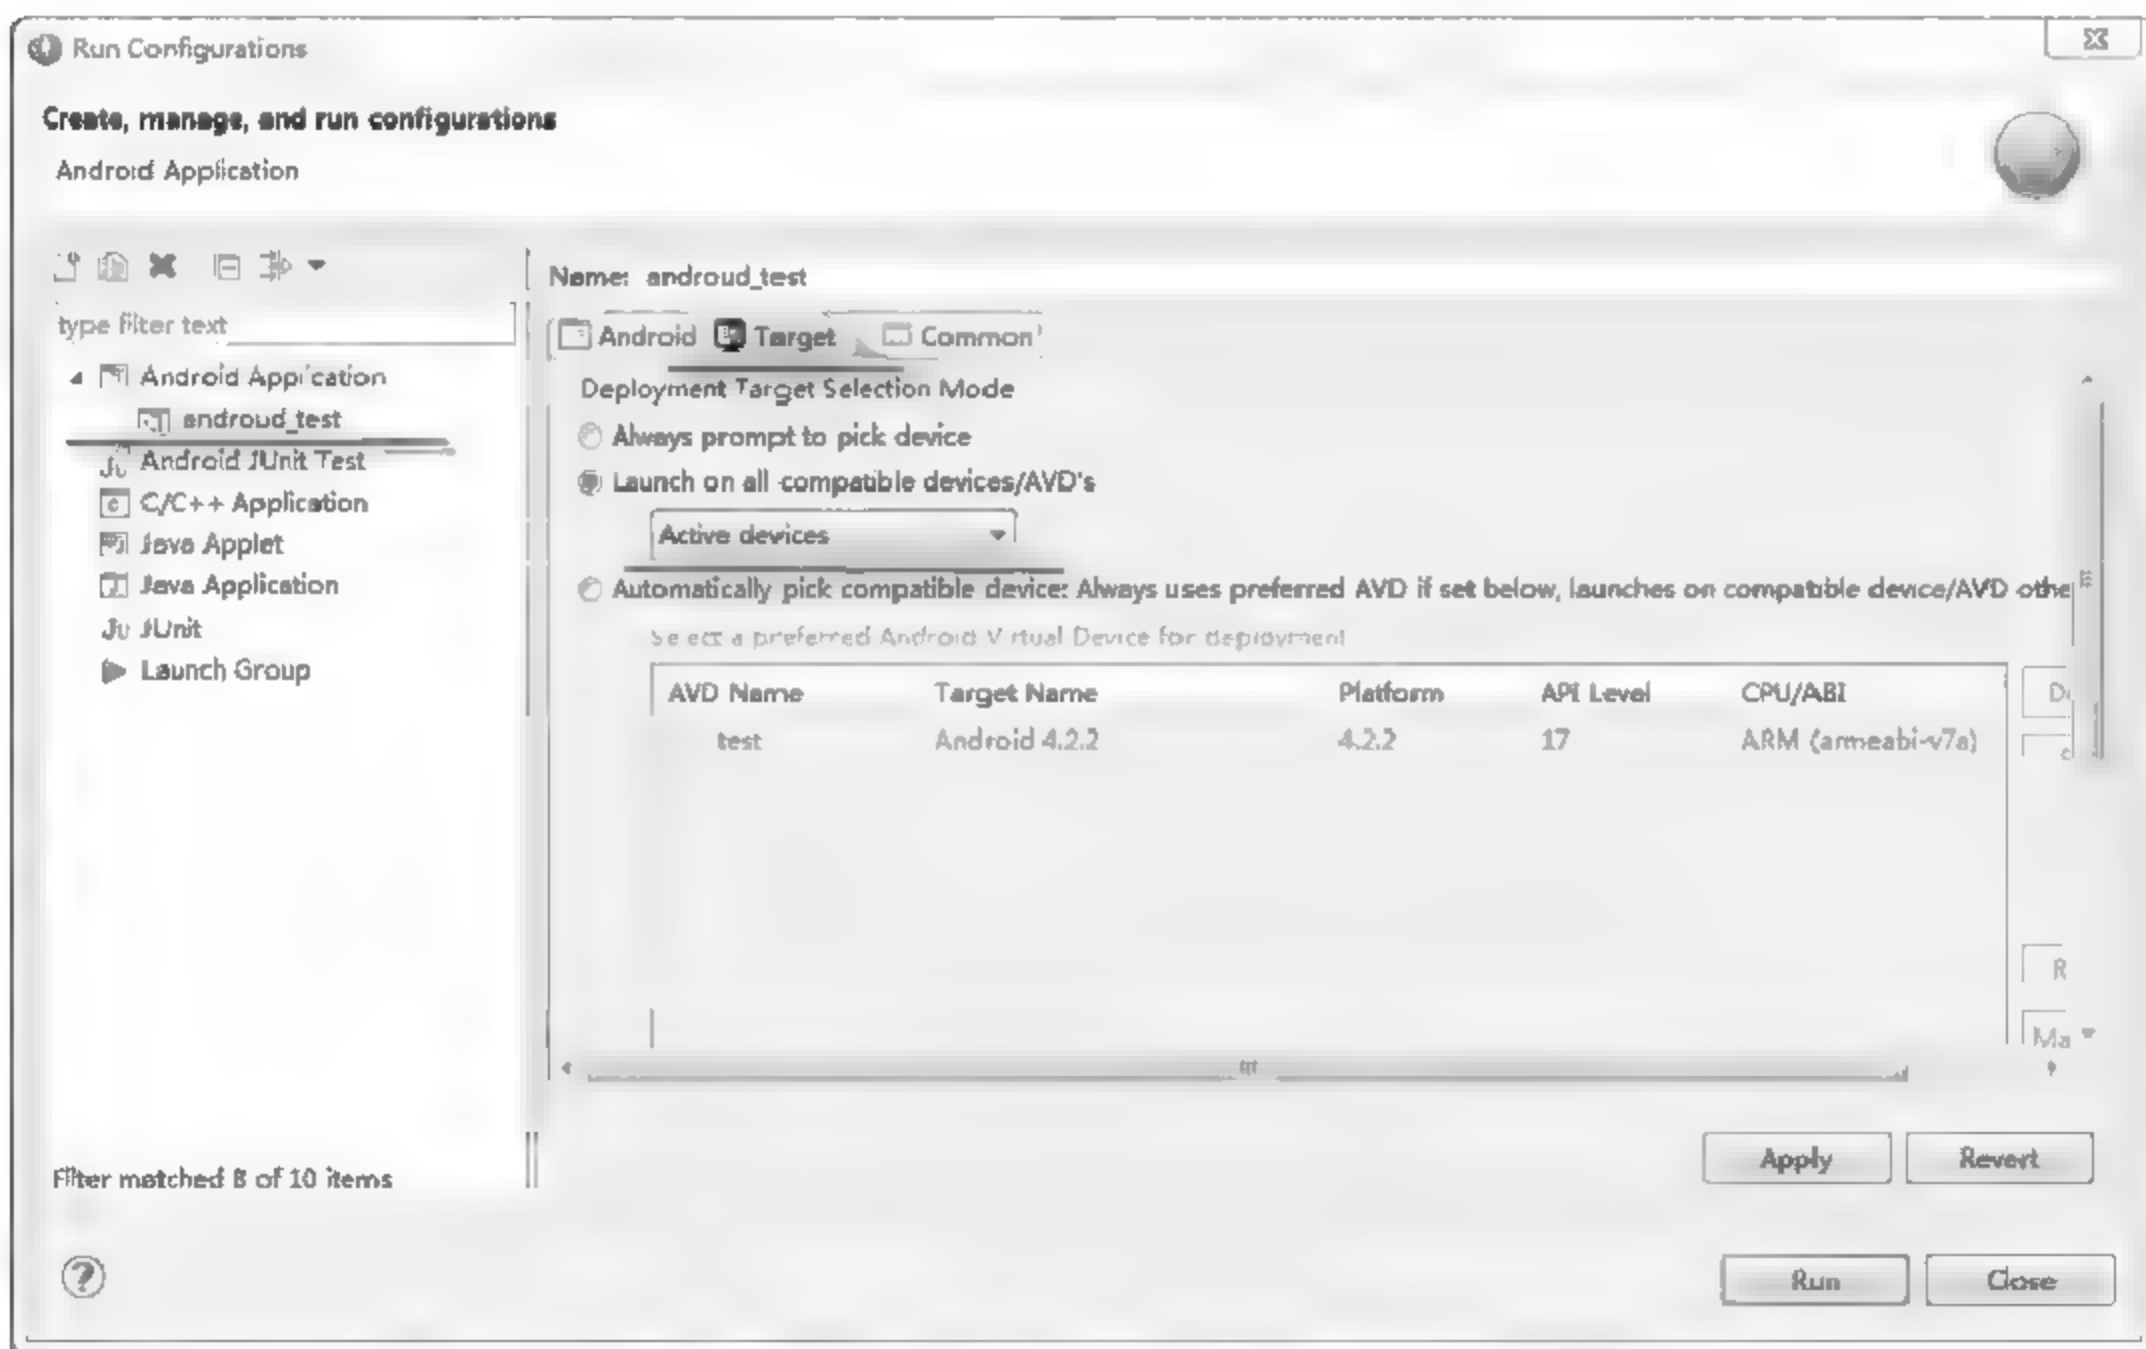 Run Configurations
Create, manage, and run configurations
Android Application
type filter text
Android Application
androud_test
Android JUnit Test
C/C++ Application
Java Applet
Java Application
Ju JUnit
Launch Group
Filter matched 8 of 10 items
Name: androud_test
Android Target Common
Deployment Target Selection Mode
Always prompt to pick device
Launch on all compatible devices/AVD's
Active devices
Automatically pick compatible device: Always uses preferred AVD if set below, launches on compatible device/AVD othe
Select a preferred Android Virtual Device for deployment
AVD Name Target Name Platform API Level CPU/ABI
test Android 4.2.2 4.2.2 17 ARM (armeabi-v7a)
R
Ma
Apply Revert
Run Close